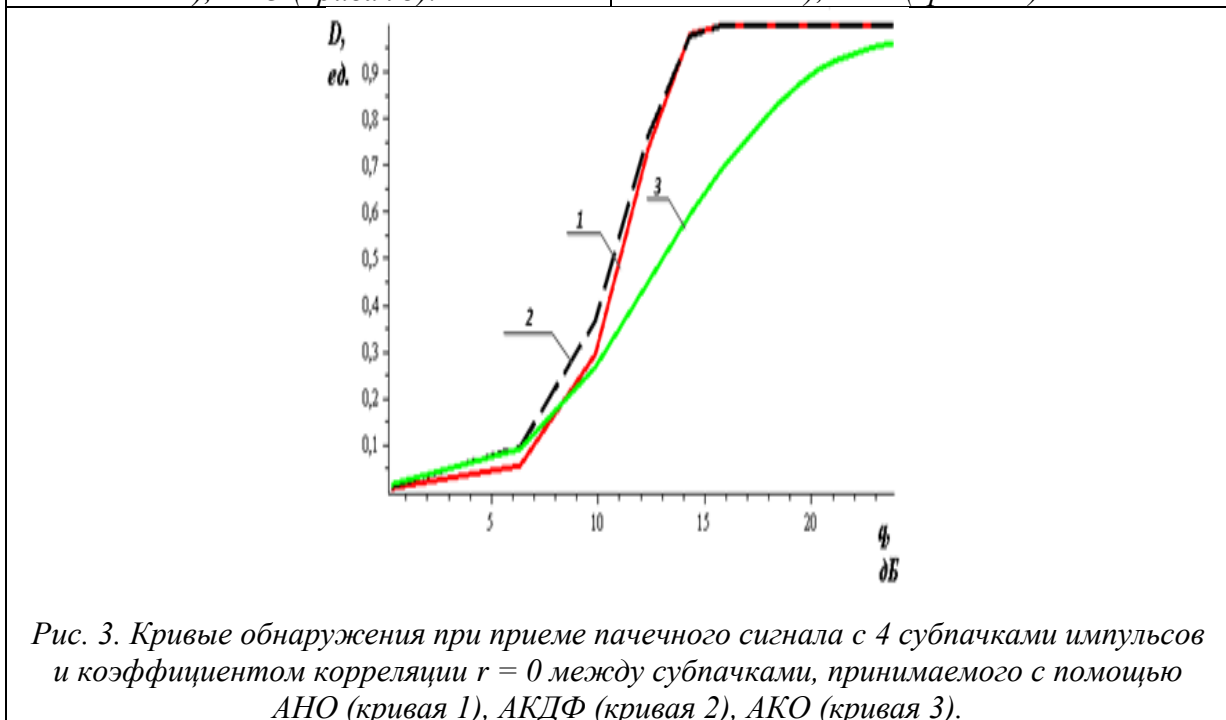 D,
ед.
0,9
0,8
0,7
0,6
0,5
0,4
0,3
0,2
0,1
1
2
3
5
10
15
20
q,
дБ
Рис. 3. Кривые обнаружения при приеме пачечного сигнала с 4 субпачками импульсов
и коэффициентом корреляции r = 0 между субпачками, принимаемого с помощью
АНО (кривая 1), АКДФ (кривая 2), АКО (кривая 3).